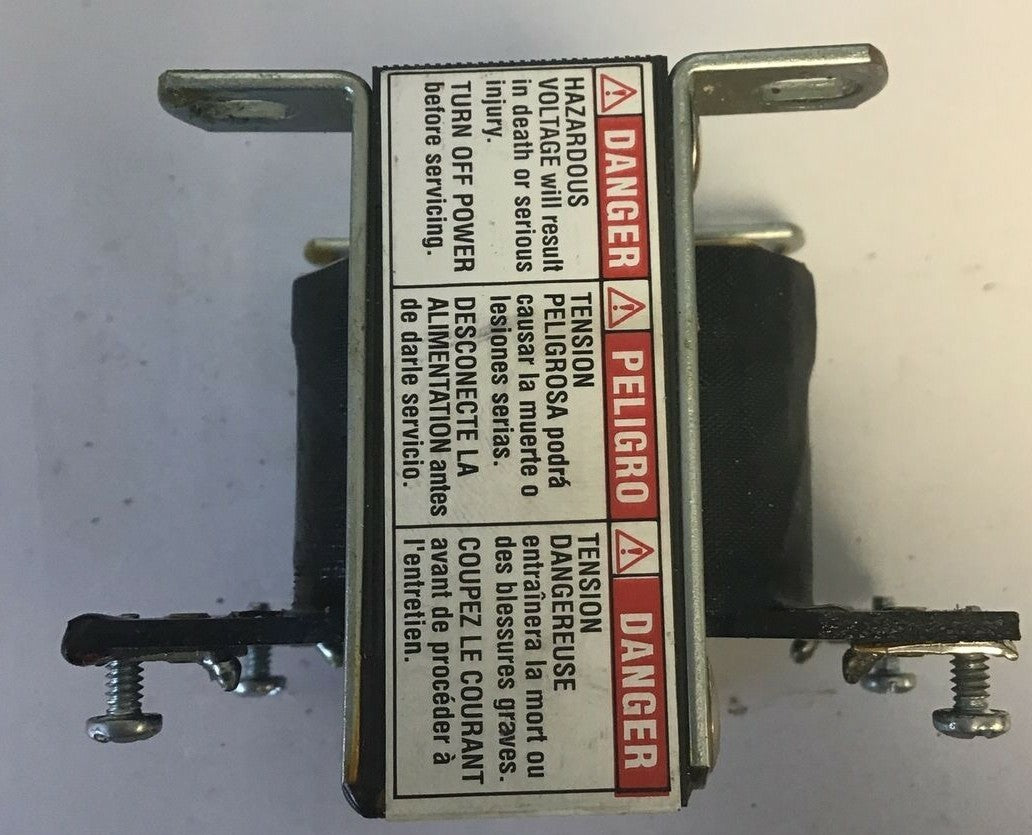 DANGER
HAZARDOUS
VOLTAGE will result
in death or serious
injury.
TURN OFF POWER
before servicing.
PELIGRO
TENSION
PELIGROSA podrá
causar la muerte o
lesiones serias.
DESCONECTE LA
ALIMENTATION antes
de darle servicio.
DANGER
TENSION
DANGEREUSE
entraînera la mort ou
des blessures graves.
COUPEZ LE COURANT
avant de procéder à
l'entretien.